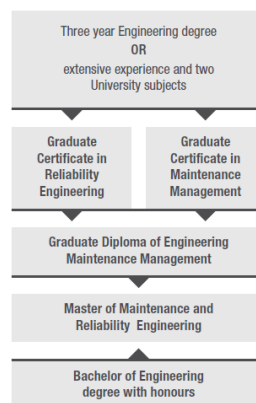 Three year Engineering degree
OR
extensive experience and two
University subjects
Graduate
Certificate in
Reliability
Engineering
Graduate
Certificate in
Maintenance
Management
Graduate Diploma of Engineering
Maintenance Management
Master of Maintenance and
Reliability Engineering
Bachelor of Engineering
degree with honours